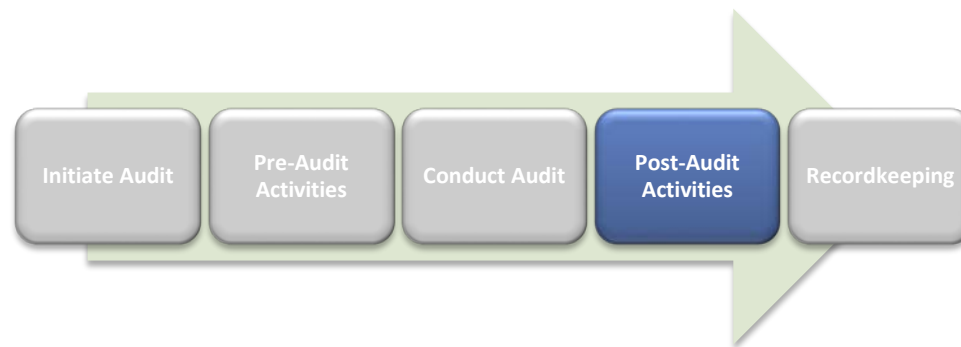 Initiate Audit
Pre-Audit
Activities
Conduct Audit
Post-Audit
Activities
Recordkeeping